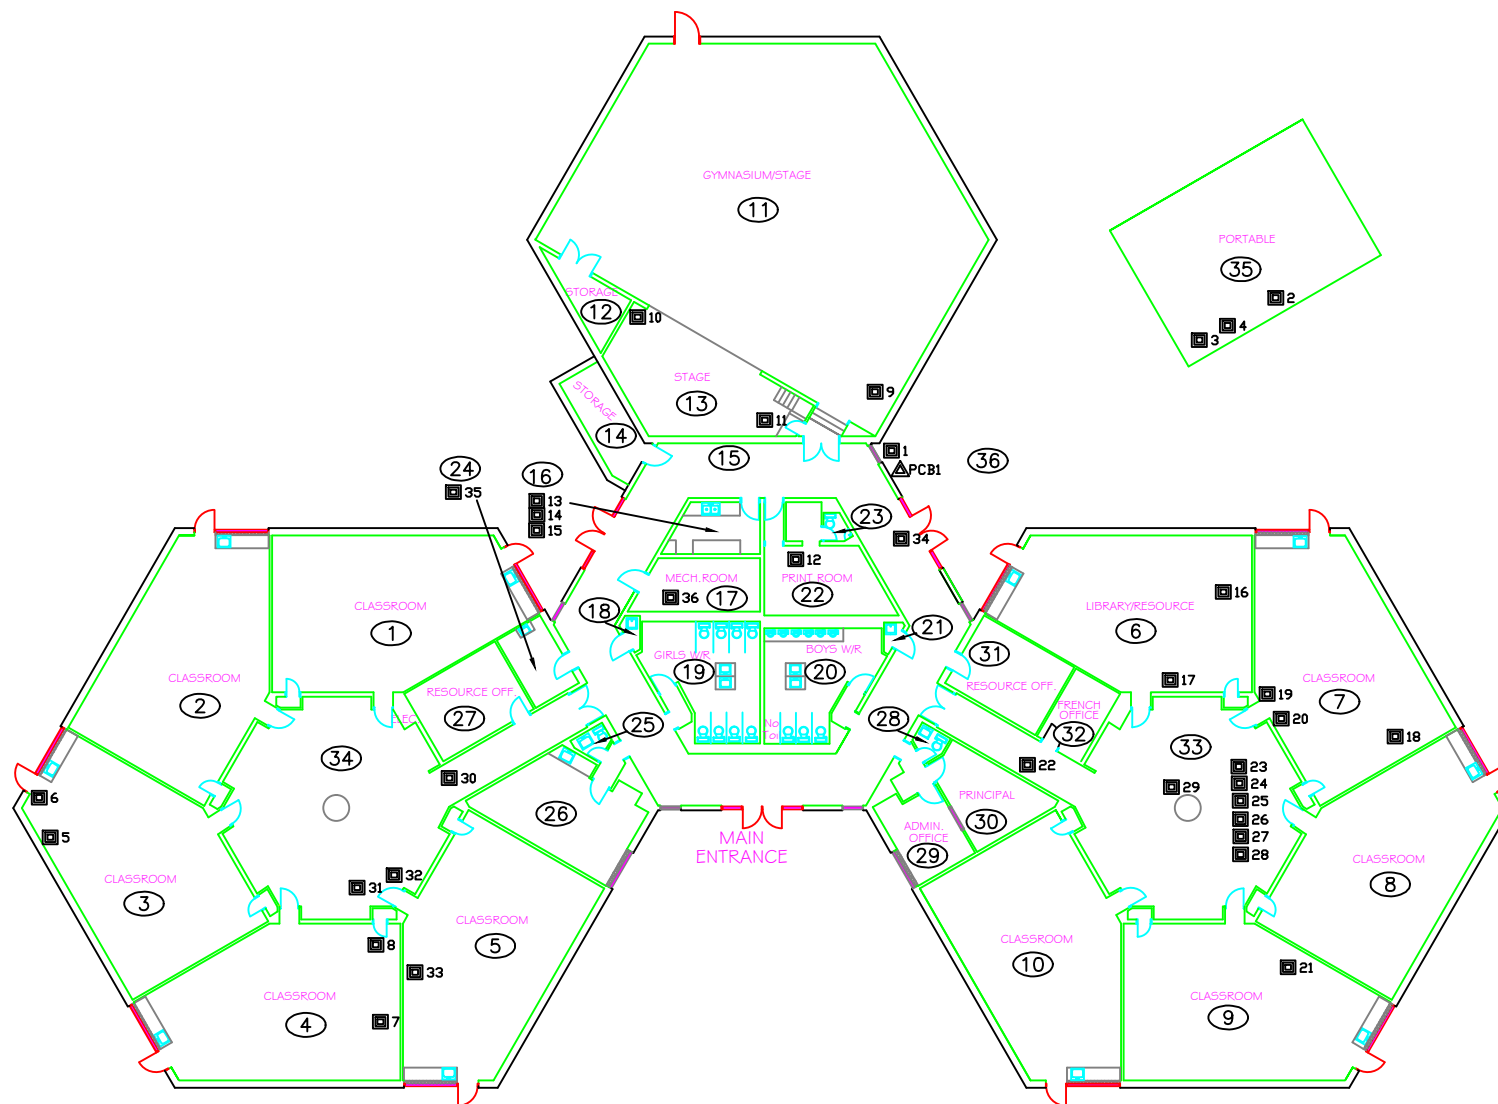 GYMNASIUM/STAGE
11
PORTABLE
35
2
4
3
STORAGE
12
10
STAGE
13
9
11
STORAGE
14
1
PCB1
15
36
24
35
16
13
14
15
23
34
12
MECH. ROOM
17
36
PRINT ROOM
22
18
21
GIRLS W/R
19
BOYS W/R
20
CLASSROOM
1
CLASSROOM
2
RESOURCE OFF.
27
ELEC.
25
34
30
26
6
5
CLASSROOM
3
31
32
8
33
CLASSROOM
5
CLASSROOM
4
7
MAIN
ENTRANCE
LIBRARY/RESOURCE
6
16
31
RESOURCE OFF.
17
FRENCH
OFFICE
32
28
19
20
CLASSROOM
7
18
33
22
29
23
24
25
26
27
28
PRINCIPAL
30
ADMIN.
OFFICE
29
CLASSROOM
8
CLASSROOM
10
21
CLASSROOM
9